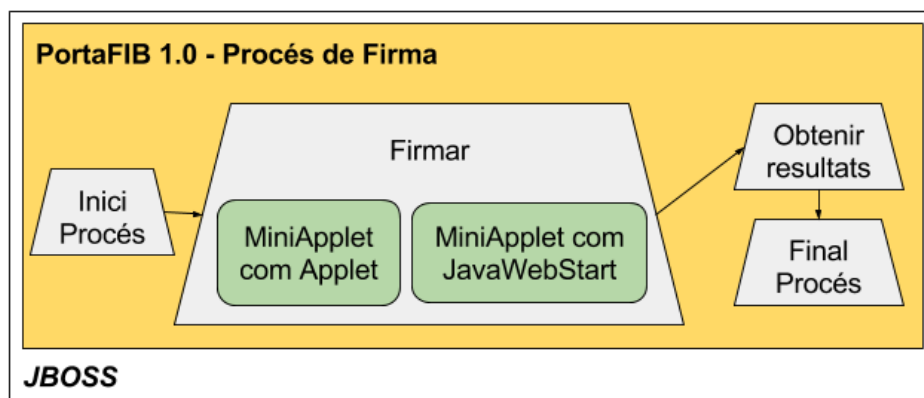 PortaFIB 1.0 - Procés de Firma
Inici
Procés
Firmar
MiniApplet
com Applet
MiniApplet com
JavaWebStart
Obtenir
resultats
Final
Procés
JBOSS